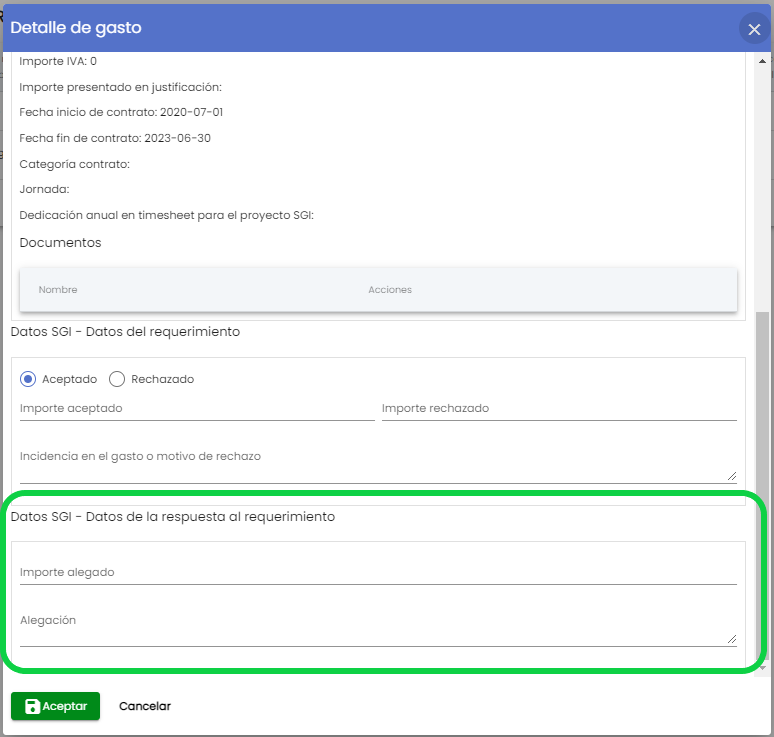 Detalle de gasto
Importe IVA: 0
Importe presentado en justificación:
Fecha inicio de contrato: 2020-07-01
Fecha fin de contrato: 2023-06-30
Categoría contrato:
Jornada:
Dedicación anual en timesheet para el proyecto SGI:
Documentos
Nombre Acciones
Datos SGI - Datos del requerimiento
Aceptado Rechazado
Importe aceptado Importe rechazado
Incidencia en el gasto o motivo de rechazo
Datos SGI - Datos de la respuesta al requerimiento
Importe alegado
Alegación
Aceptar Cancelar